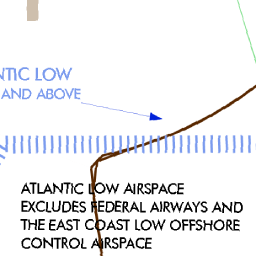 NTIC LOW
AND ABOVE
ATLANTIC LOW AIRSPACE
EXCLUDES FEDERAL AIRWAYS AND
THE EAST COAST LOW OFFSHORE
CONTROL AIRSPACE